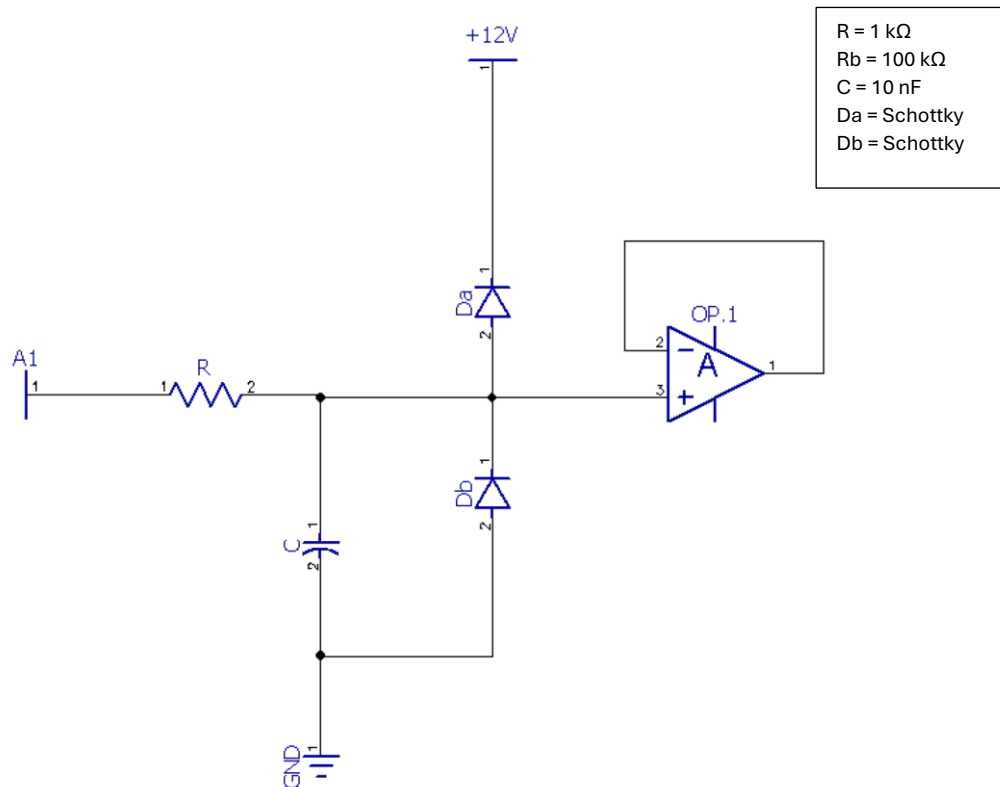 +12V
1
R = 1 kΩ
Rb = 100 kΩ
C = 10 nF
Da = Schottky
Db = Schottky
1
Da
2
OP.1
2
A
1
3
A1
1
1
R
2
1
Db
2
1
C
2
1
GND